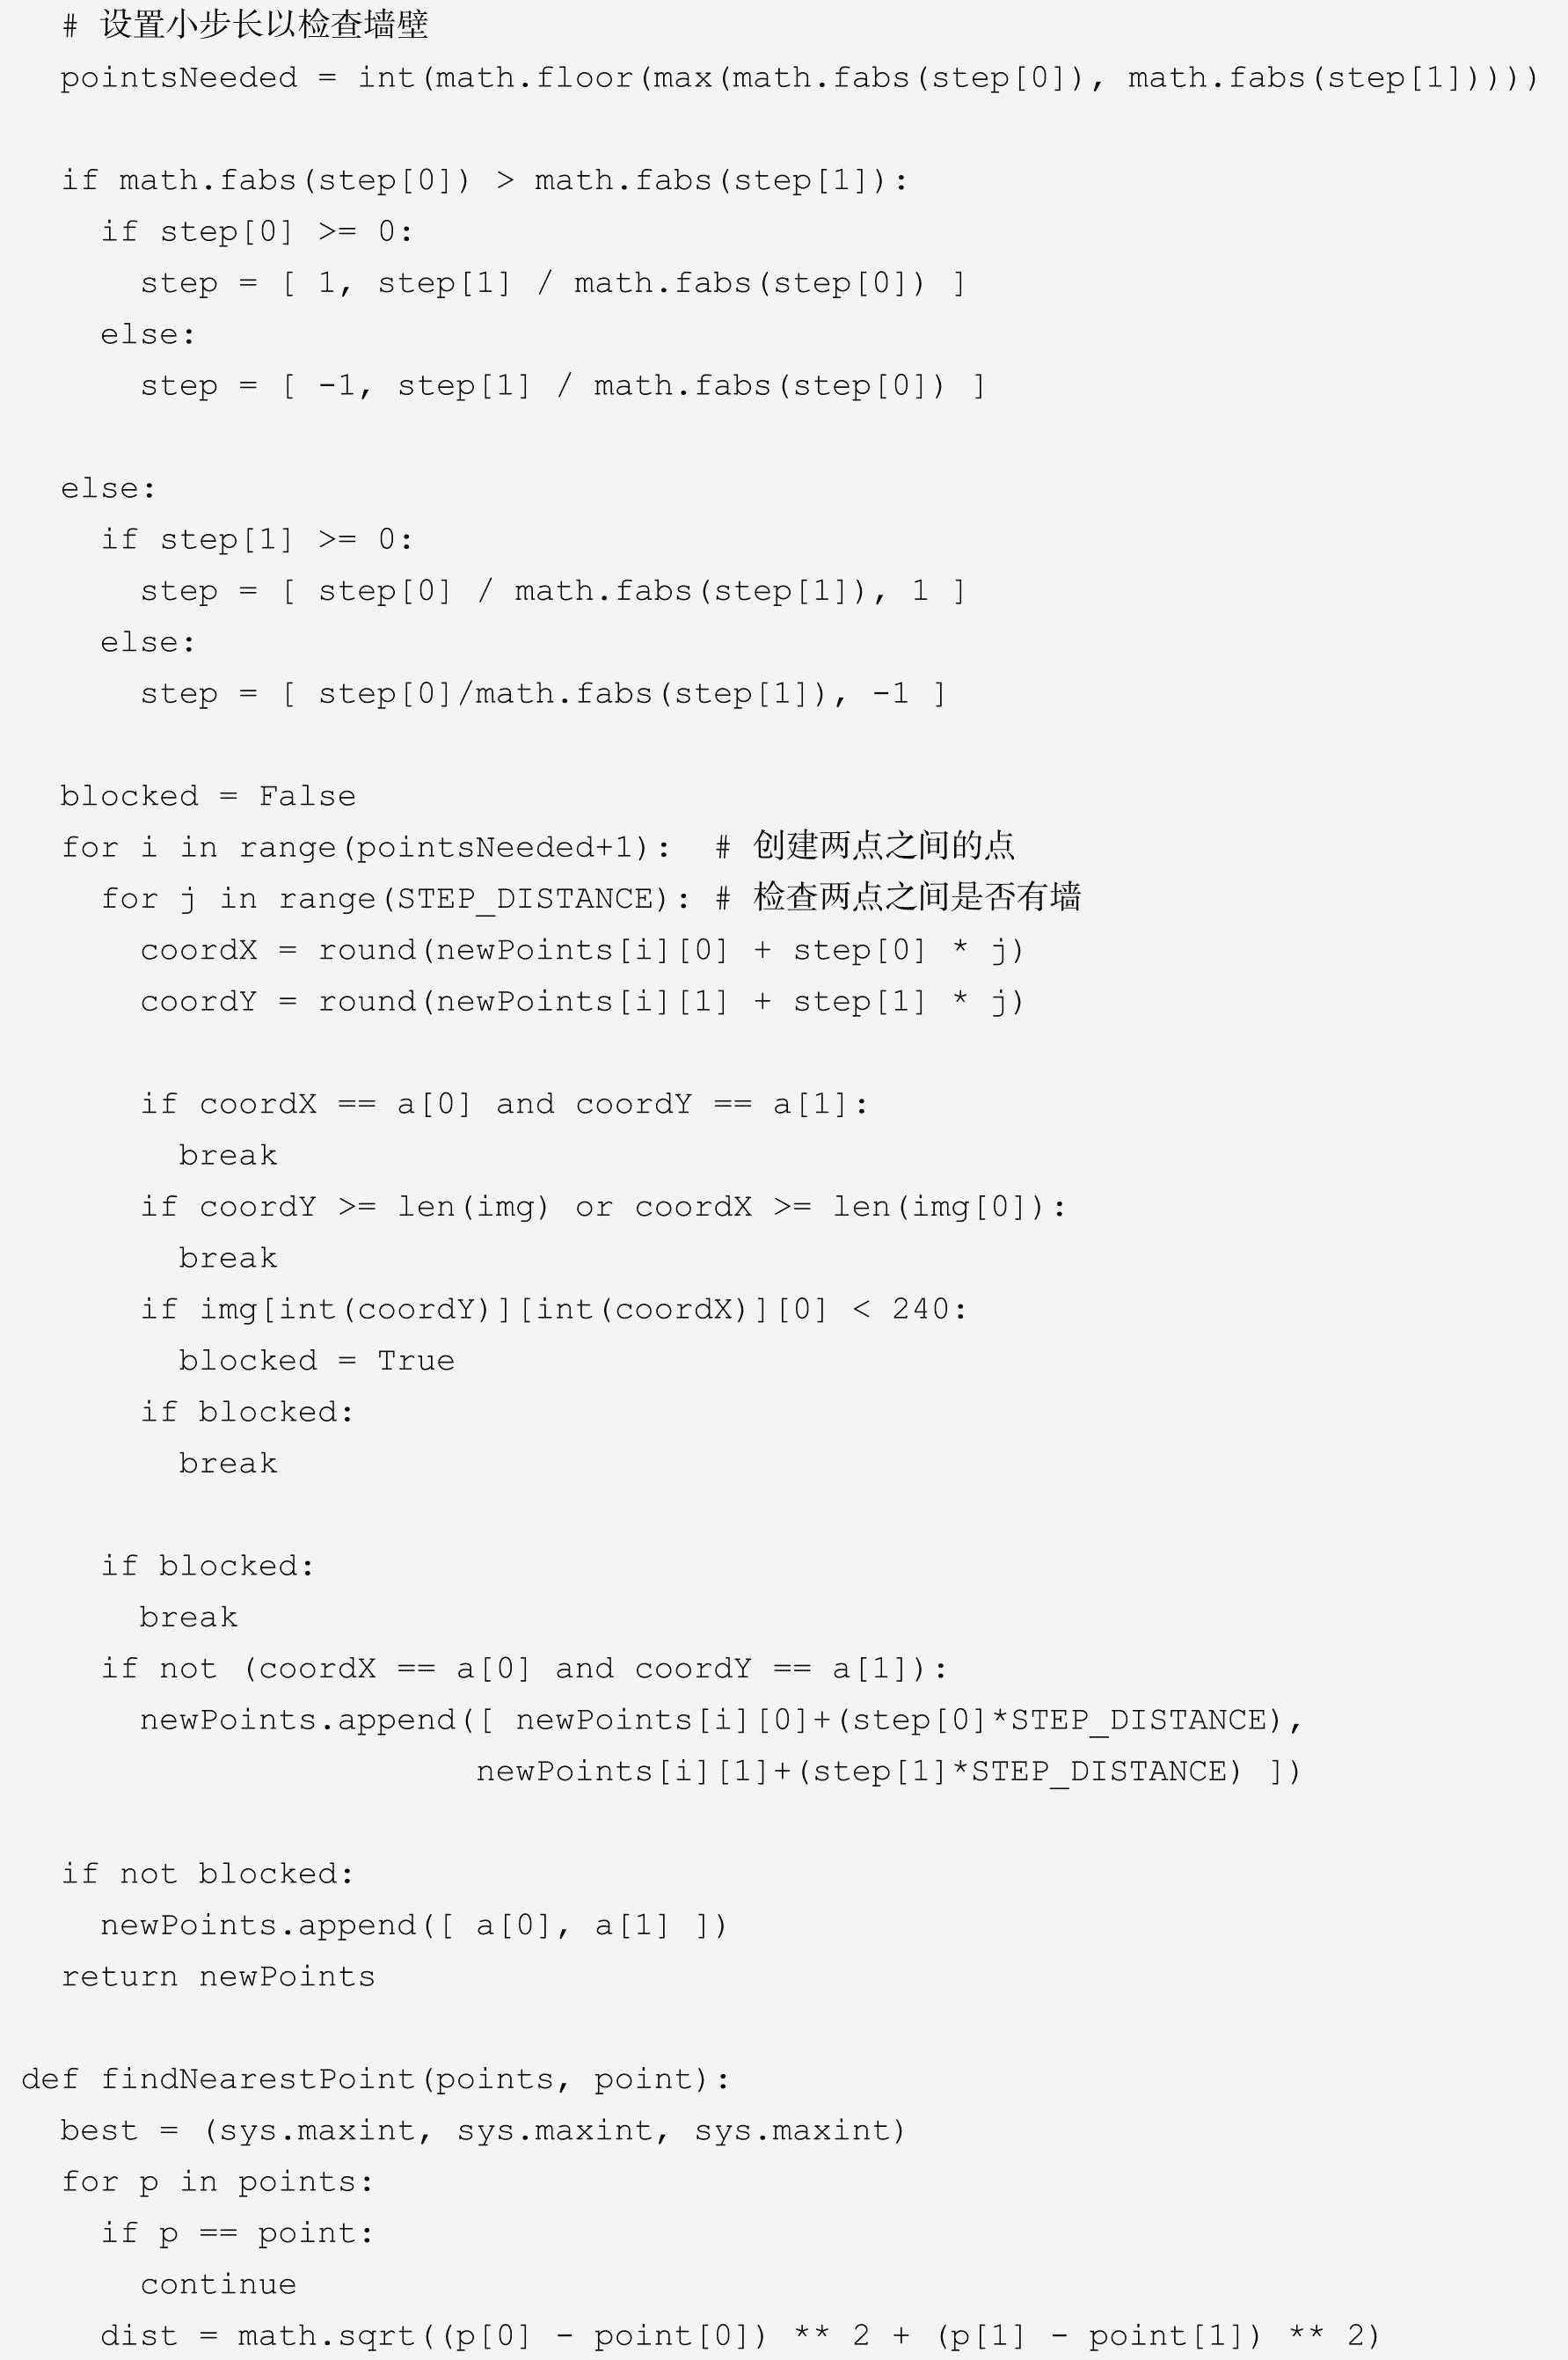 # 设置小步长以检查墙壁
pointsNeeded = int(math.floor(max(math.fabs(step[0]), math.fabs(step[1]))))
if math.fabs(step[0]) > math.fabs(step[1]):
if step[0] >= 0:
step = [ 1, step[1] / math.fabs(step[0]) ]
else:
step = [ -1, step[1] / math.fabs(step[0]) ]
else:
if step[1] >= 0:
step = [ step[0] / math.fabs(step[1]), 1 ]
else:
step = [ step[0]/math.fabs(step[1]), -1 ]
blocked = False
for i in range(pointsNeeded+1):  # 创建两点之间的点
for j in range(STEP_DISTANCE): # 检查两点之间是否有墙
coordX = round(newPoints[i][0] + step[0] * j)
coordY = round(newPoints[i][1] + step[1] * j)
if coordX == a[0] and coordY == a[1]:
break
if coordY >= len(img) or coordX >= len(img[0]):
break
if img[int(coordY)][int(coordX)][0] < 240:
blocked = True
if blocked:
break
if blocked:
break
if not (coordX == a[0] and coordY == a[1]):
newPoints.append([ newPoints[i][0]+(step[0]*STEP_DISTANCE),
newPoints[i][1]+(step[1]*STEP_DISTANCE) ])
if not blocked:
newPoints.append([ a[0], a[1] ])
return newPoints
def findNearestPoint(points, point):
best = (sys.maxint, sys.maxint, sys.maxint)
for p in points:
if p == point:
continue
dist = math.sqrt((p[0] - point[0]) ** 2 + (p[1] - point[1]) ** 2)